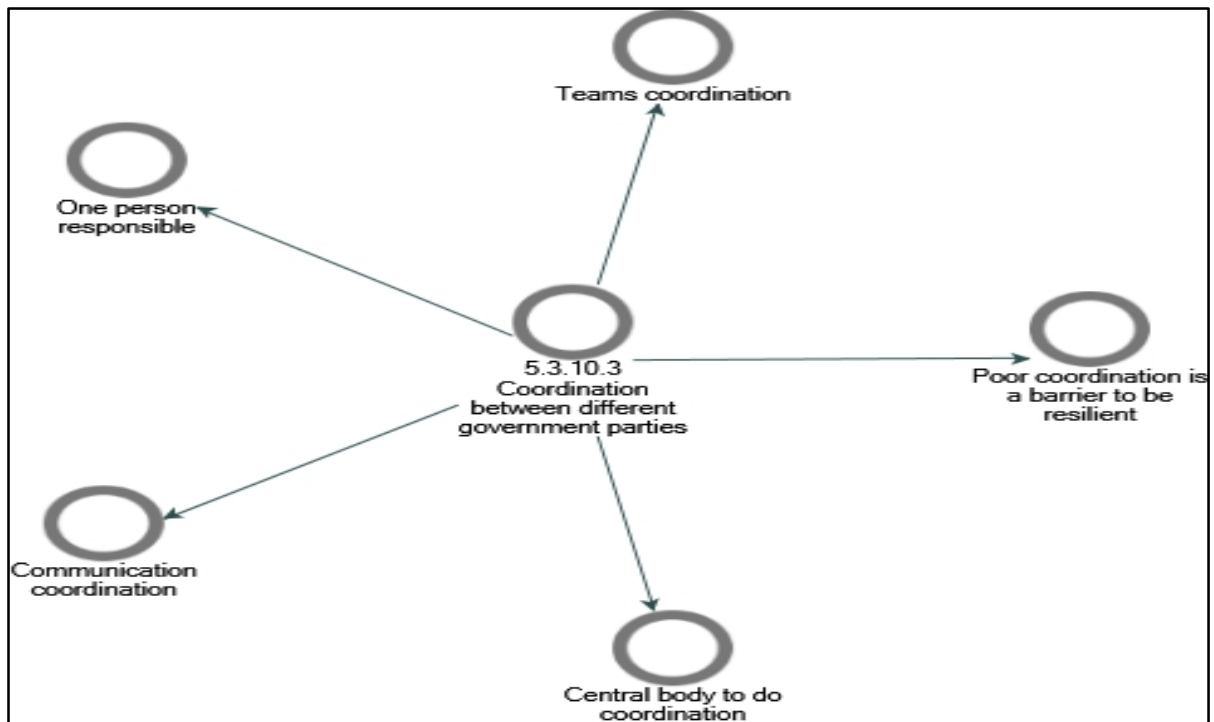 Teams coordination
One person
responsible
5.3.10.3
Coordination
between different
government parties
Poor coordination is
a barrier to be
resilient
Communication
coordination
Central body to do
coordination